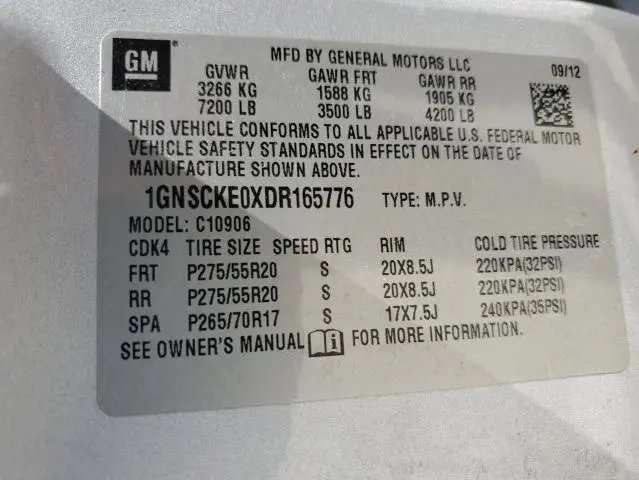 GM
MFD BY GENERAL MOTORS LLC
GVWR GAWR FRT GAWR RR 09/12
3266 KG 1588 KG 1905 KG
7200 LB 3500 LB 4200 LB
THIS VEHICLE CONFORMS TO ALL APPLICABLE U.S. FEDERAL MOTOR
VEHICLE SAFETY STANDARDS IN EFFECT ON THE DATE OF
MANUFACTURE SHOWN ABOVE.
1GNSCKE0XDR165776 TYPE: M.P.V.
MODEL: C10906
CDK4 TIRE SIZE SPEED RTG RIM COLD TIRE PRESSURE
FRT P275/55R20 S 20X8.5J 220KPA(32PSI)
RR P275/55R20 S 20X8.5J 220KPA(32PSI)
SPA P265/70R17 S 17X7.5J 240KPA(35PSI)
SEE OWNER'S MANUAL FOR MORE INFORMATION.